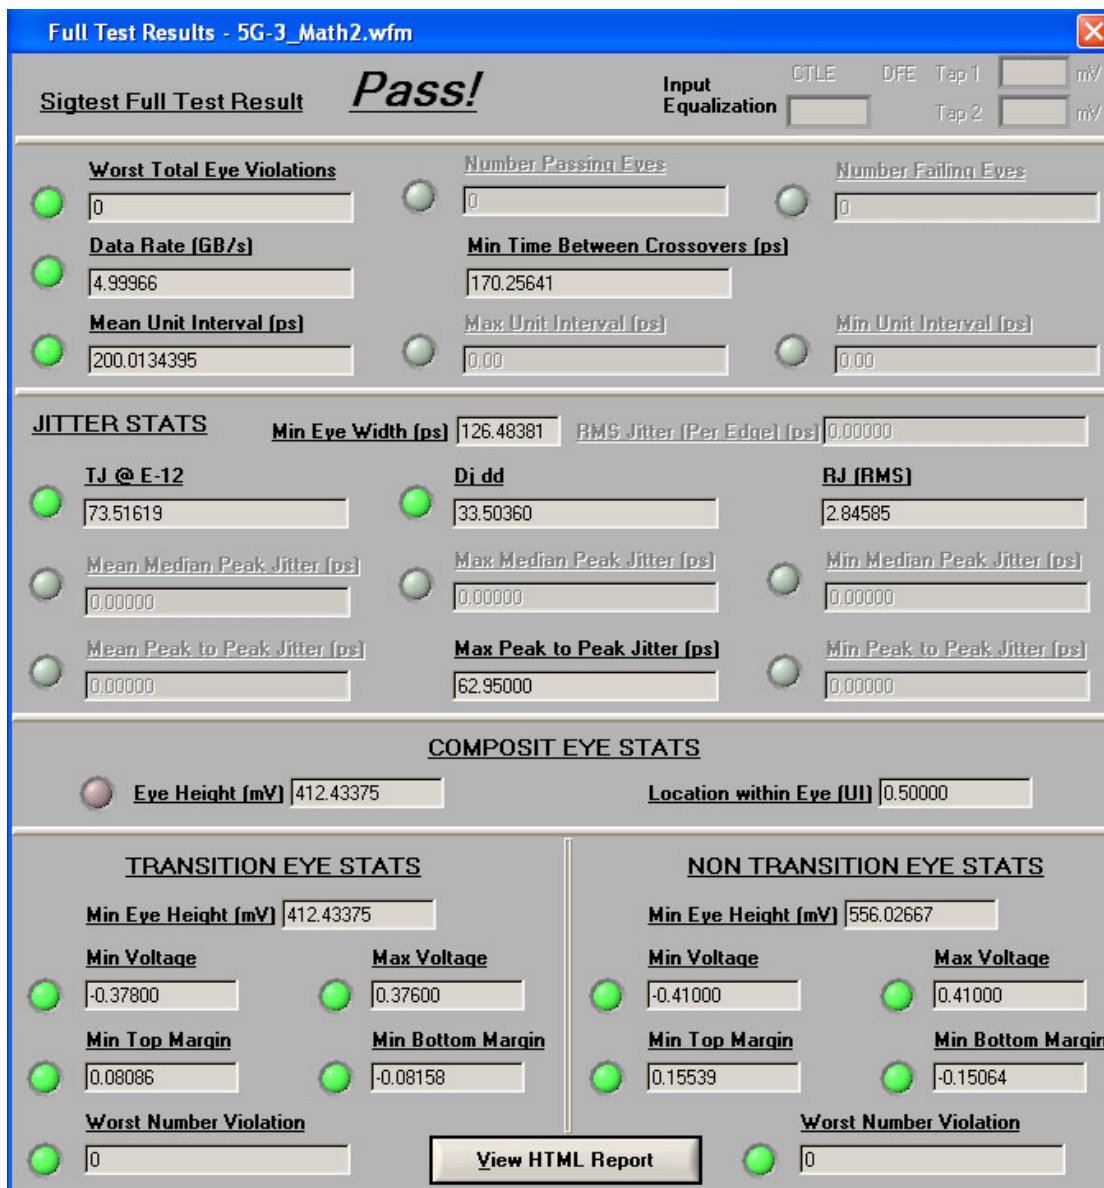 Full Test Results - 5G-3_Math2.wfm
Sigtest Full Test Result Pass! Input Equalization CTLE DFE Tap 1 mV
Tap 2 mV
Worst Total Eye Violations Number Passing Eyes Number Failing Eyes
0 0 0
Data Rate (GB/s) Min Time Between Crossovers (ps)
4.99966 170.25641
Mean Unit Interval (ps) Max Unit Interval (ps) Min Unit Interval (ps)
200.0134395 0.00 0.00
JITTER STATS Min Eye Width (ps) 126.48381 RMS Jitter (Per Edge) (ps) 0.00000
TJ @ E-12 Dj dd RJ (RMS)
73.51619 33.50360 2.84585
Mean Median Peak Jitter (ps) Max Median Peak Jitter (ps) Min Median Peak Jitter (ps)
0.00000 0.00000 0.00000
Mean Peak to Peak Jitter (ps) Max Peak to Peak Jitter (ps) Min Peak to Peak Jitter (ps)
0.00000 62.95000 0.00000
COMPOSIT EYE STATS
Eye Height (mV) 412.43375 Location within Eye (UI) 0.50000
TRANSITION EYE STATS NON TRANSITION EYE STATS
Min Eye Height (mV) 412.43375 Min Eye Height (mV) 556.02667
Min Voltage Max Voltage Min Voltage Max Voltage
-0.37800 0.37600 -0.41000 0.41000
Min Top Margin Min Bottom Margin Min Top Margin Min Bottom Margin
0.08086 -0.08158 0.15539 -0.15064
Worst Number Violation Worst Number Violation
0 View HTML Report 0